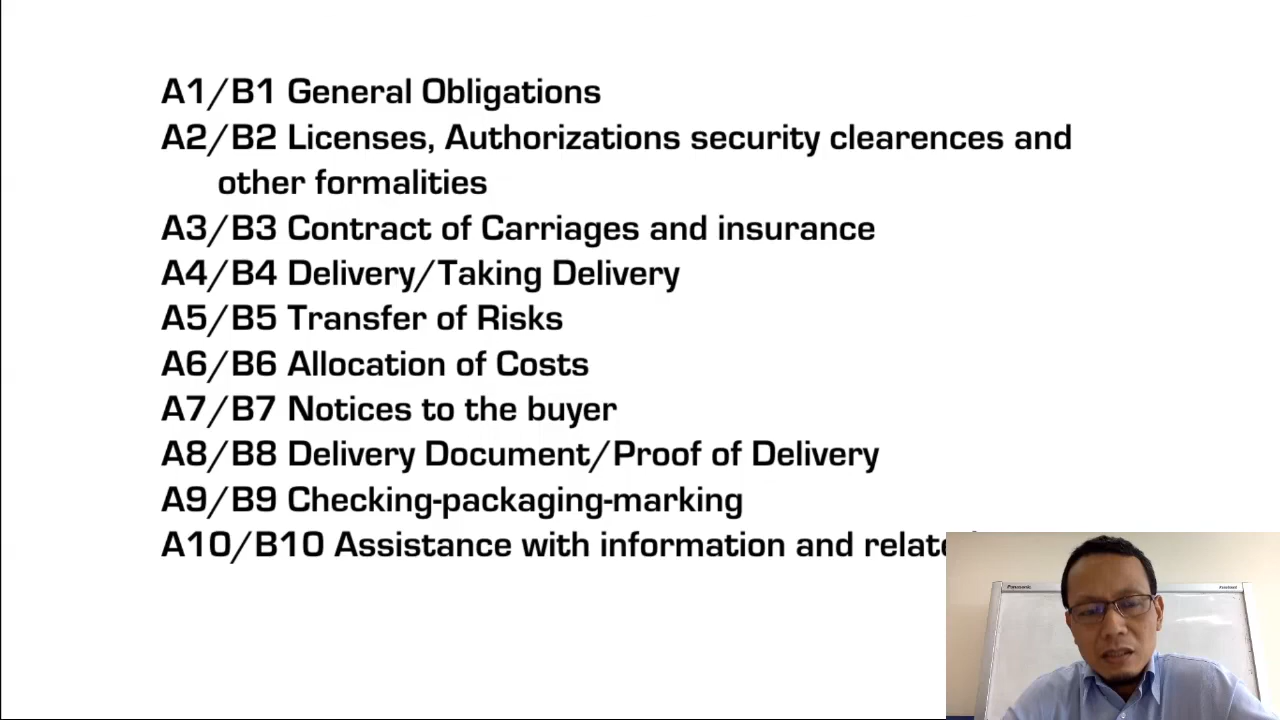 A1/B1 General Obligations
A2/B2 Licenses, Authorizations security clearences and
other formalities
A3/B3 Contract of Carriages and insurance
A4/B4 Delivery/Taking Delivery
A5/B5 Transfer of Risks
A6/B6 Allocation of Costs
A7/B7 Notices to the buyer
A8/B8 Delivery Document/Proof of Delivery
A9/B9 Checking-packaging-marking
A10/B10 Assistance with information and
Panasonic